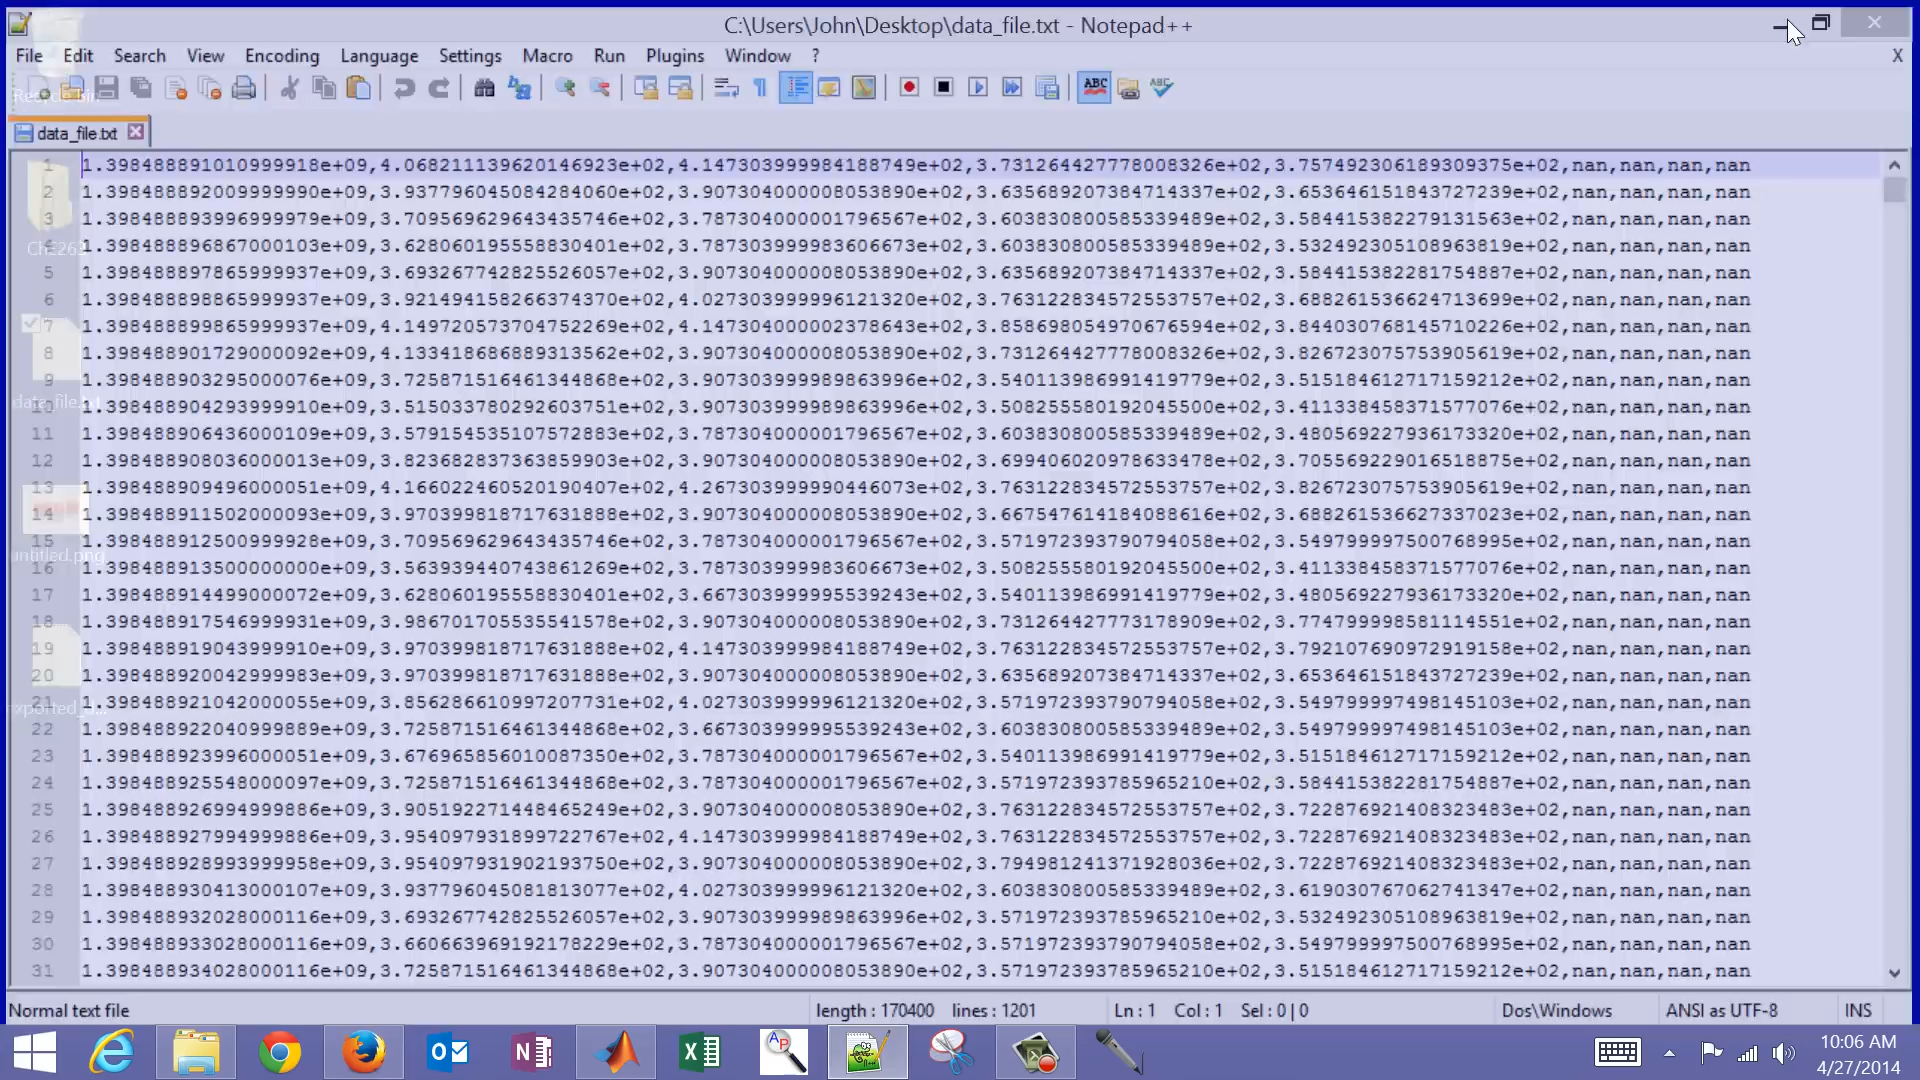 C:\Users\John\Desktop\data_file.txt - Notepad++
File Edit Search View Encoding Language Settings Macro Run Plugins Window ? X
data_file.txt
1 1.398488891010999918e+09,4.068211139620146923e+02,4.147303999984188749e+02,3.731264427778008326e+02,3.757492306189309375e+02,nan,nan,nan,nan
2 1.398488892009999990e+09,3.937796045084284060e+02,3.907304000008053890e+02,3.635689207384714337e+02,3.653646151843727239e+02,nan,nan,nan,nan
3 1.398488893996999979e+09,3.709569629643435746e+02,3.787304000001796567e+02,3.603830800585339489e+02,3.584415382279131563e+02,nan,nan,nan,nan
4 1.398488896867000103e+09,3.628060195558830401e+02,3.787303999983606673e+02,3.603830800585339489e+02,3.532492305108963819e+02,nan,nan,nan,nan
5 1.398488897865999937e+09,3.693267742825526057e+02,3.907304000008053890e+02,3.635689207384714337e+02,3.584415382281754887e+02,nan,nan,nan,nan
6 1.398488898865999937e+09,3.921494158266374370e+02,4.027303999996121320e+02,3.763122834572553757e+02,3.688261536624713699e+02,nan,nan,nan,nan
7 1.398488899865999937e+09,4.149720573704752269e+02,4.147304000002378643e+02,3.858698054970676594e+02,3.844030768145710226e+02,nan,nan,nan,nan
8 1.398488901729000092e+09,4.133418686889313562e+02,3.907304000008053890e+02,3.731264427778008326e+02,3.826723075753905619e+02,nan,nan,nan,nan
9 1.398488903295000076e+09,3.725871516461344868e+02,3.907303999989863996e+02,3.540113986991419779e+02,3.515184612717159212e+02,nan,nan,nan,nan
10 1.398488904293999910e+09,3.515033780292603751e+02,3.907303999989863996e+02,3.508255580192045500e+02,3.411338458371577076e+02,nan,nan,nan,nan
11 1.398488906436000109e+09,3.579154535107572883e+02,3.787304000001796567e+02,3.603830800585339489e+02,3.480569227936173320e+02,nan,nan,nan,nan
12 1.398488908036000013e+09,3.823682837363859903e+02,3.907304000008053890e+02,3.699406020978633478e+02,3.705569229016518875e+02,nan,nan,nan,nan
13 1.398488909496000051e+09,4.166022460520190407e+02,4.267303999990446073e+02,3.763122834572553757e+02,3.826723075753905619e+02,nan,nan,nan,nan
14 1.398488911502000093e+09,3.970399818717631888e+02,3.907304000008053890e+02,3.667547614184088616e+02,3.688261536627337023e+02,nan,nan,nan,nan
15 1.398488912500999928e+09,3.709569629643435746e+02,3.787304000001796567e+02,3.571972393790794058e+02,3.549799997500768995e+02,nan,nan,nan,nan
16 1.398488913500000000e+09,3.563939440743861269e+02,3.787303999983606673e+02,3.508255580192045500e+02,3.411338458371577076e+02,nan,nan,nan,nan
17 1.398488914499000072e+09,3.628060195558830401e+02,3.667303999995539243e+02,3.540113986991419779e+02,3.480569227936173320e+02,nan,nan,nan,nan
18 1.398488917546999931e+09,3.986701705535541578e+02,3.907304000008053890e+02,3.731264427773178909e+02,3.774799998581114551e+02,nan,nan,nan,nan
19 1.398488919043999910e+09,3.970399818717631888e+02,4.147303999984188749e+02,3.763122834572553757e+02,3.792107690972919158e+02,nan,nan,nan,nan
20 1.398488920042999983e+09,3.970399818717631888e+02,3.907304000008053890e+02,3.635689207384714337e+02,3.653646151843727239e+02,nan,nan,nan,nan
21 1.398488921042000055e+09,3.856286610997207731e+02,4.027303999996121320e+02,3.571972393790794058e+02,3.549799997498145103e+02,nan,nan,nan,nan
22 1.398488922040999889e+09,3.725871516461344868e+02,3.667303999995539243e+02,3.603830800585339489e+02,3.549799997498145103e+02,nan,nan,nan,nan
23 1.398488923996000051e+09,3.676965856010087350e+02,3.787304000001796567e+02,3.540113986991419779e+02,3.515184612717159212e+02,nan,nan,nan,nan
24 1.398488925548000097e+09,3.725871516461344868e+02,3.787304000001796567e+02,3.571972393785965210e+02,3.584415382281754887e+02,nan,nan,nan,nan
25 1.398488926994999886e+09,3.905192271448465249e+02,3.907304000008053890e+02,3.763122834572553757e+02,3.722876921408323483e+02,nan,nan,nan,nan
26 1.398488927994999886e+09,3.954097931899722767e+02,4.147303999984188749e+02,3.763122834572553757e+02,3.722876921408323483e+02,nan,nan,nan,nan
27 1.398488928993999958e+09,3.954097931902193750e+02,3.907304000008053890e+02,3.794981241371928036e+02,3.722876921408323483e+02,nan,nan,nan,nan
28 1.398488930413000107e+09,3.937796045081813077e+02,4.027303999996121320e+02,3.603830800585339489e+02,3.619030767062741347e+02,nan,nan,nan,nan
29 1.398488932028000116e+09,3.693267742825526057e+02,3.907303999989863996e+02,3.571972393785965210e+02,3.532492305108963819e+02,nan,nan,nan,nan
30 1.398488933028000116e+09,3.660663969192178229e+02,3.787304000001796567e+02,3.571972393790794058e+02,3.549799997500768995e+02,nan,nan,nan,nan
31 1.398488934028000116e+09,3.725871516461344868e+02,3.907304000008053890e+02,3.571972393785965210e+02,3.515184612717159212e+02,nan,nan,nan,nan
Recycle Bin
data_file.txt
untitled.png
Normal text file length : 170400 lines : 1201 Ln : 1 Col : 1 Sel : 0 | 0 Dos\Windows ANSI as UTF-8 INS
10:06 AM
4/27/2014